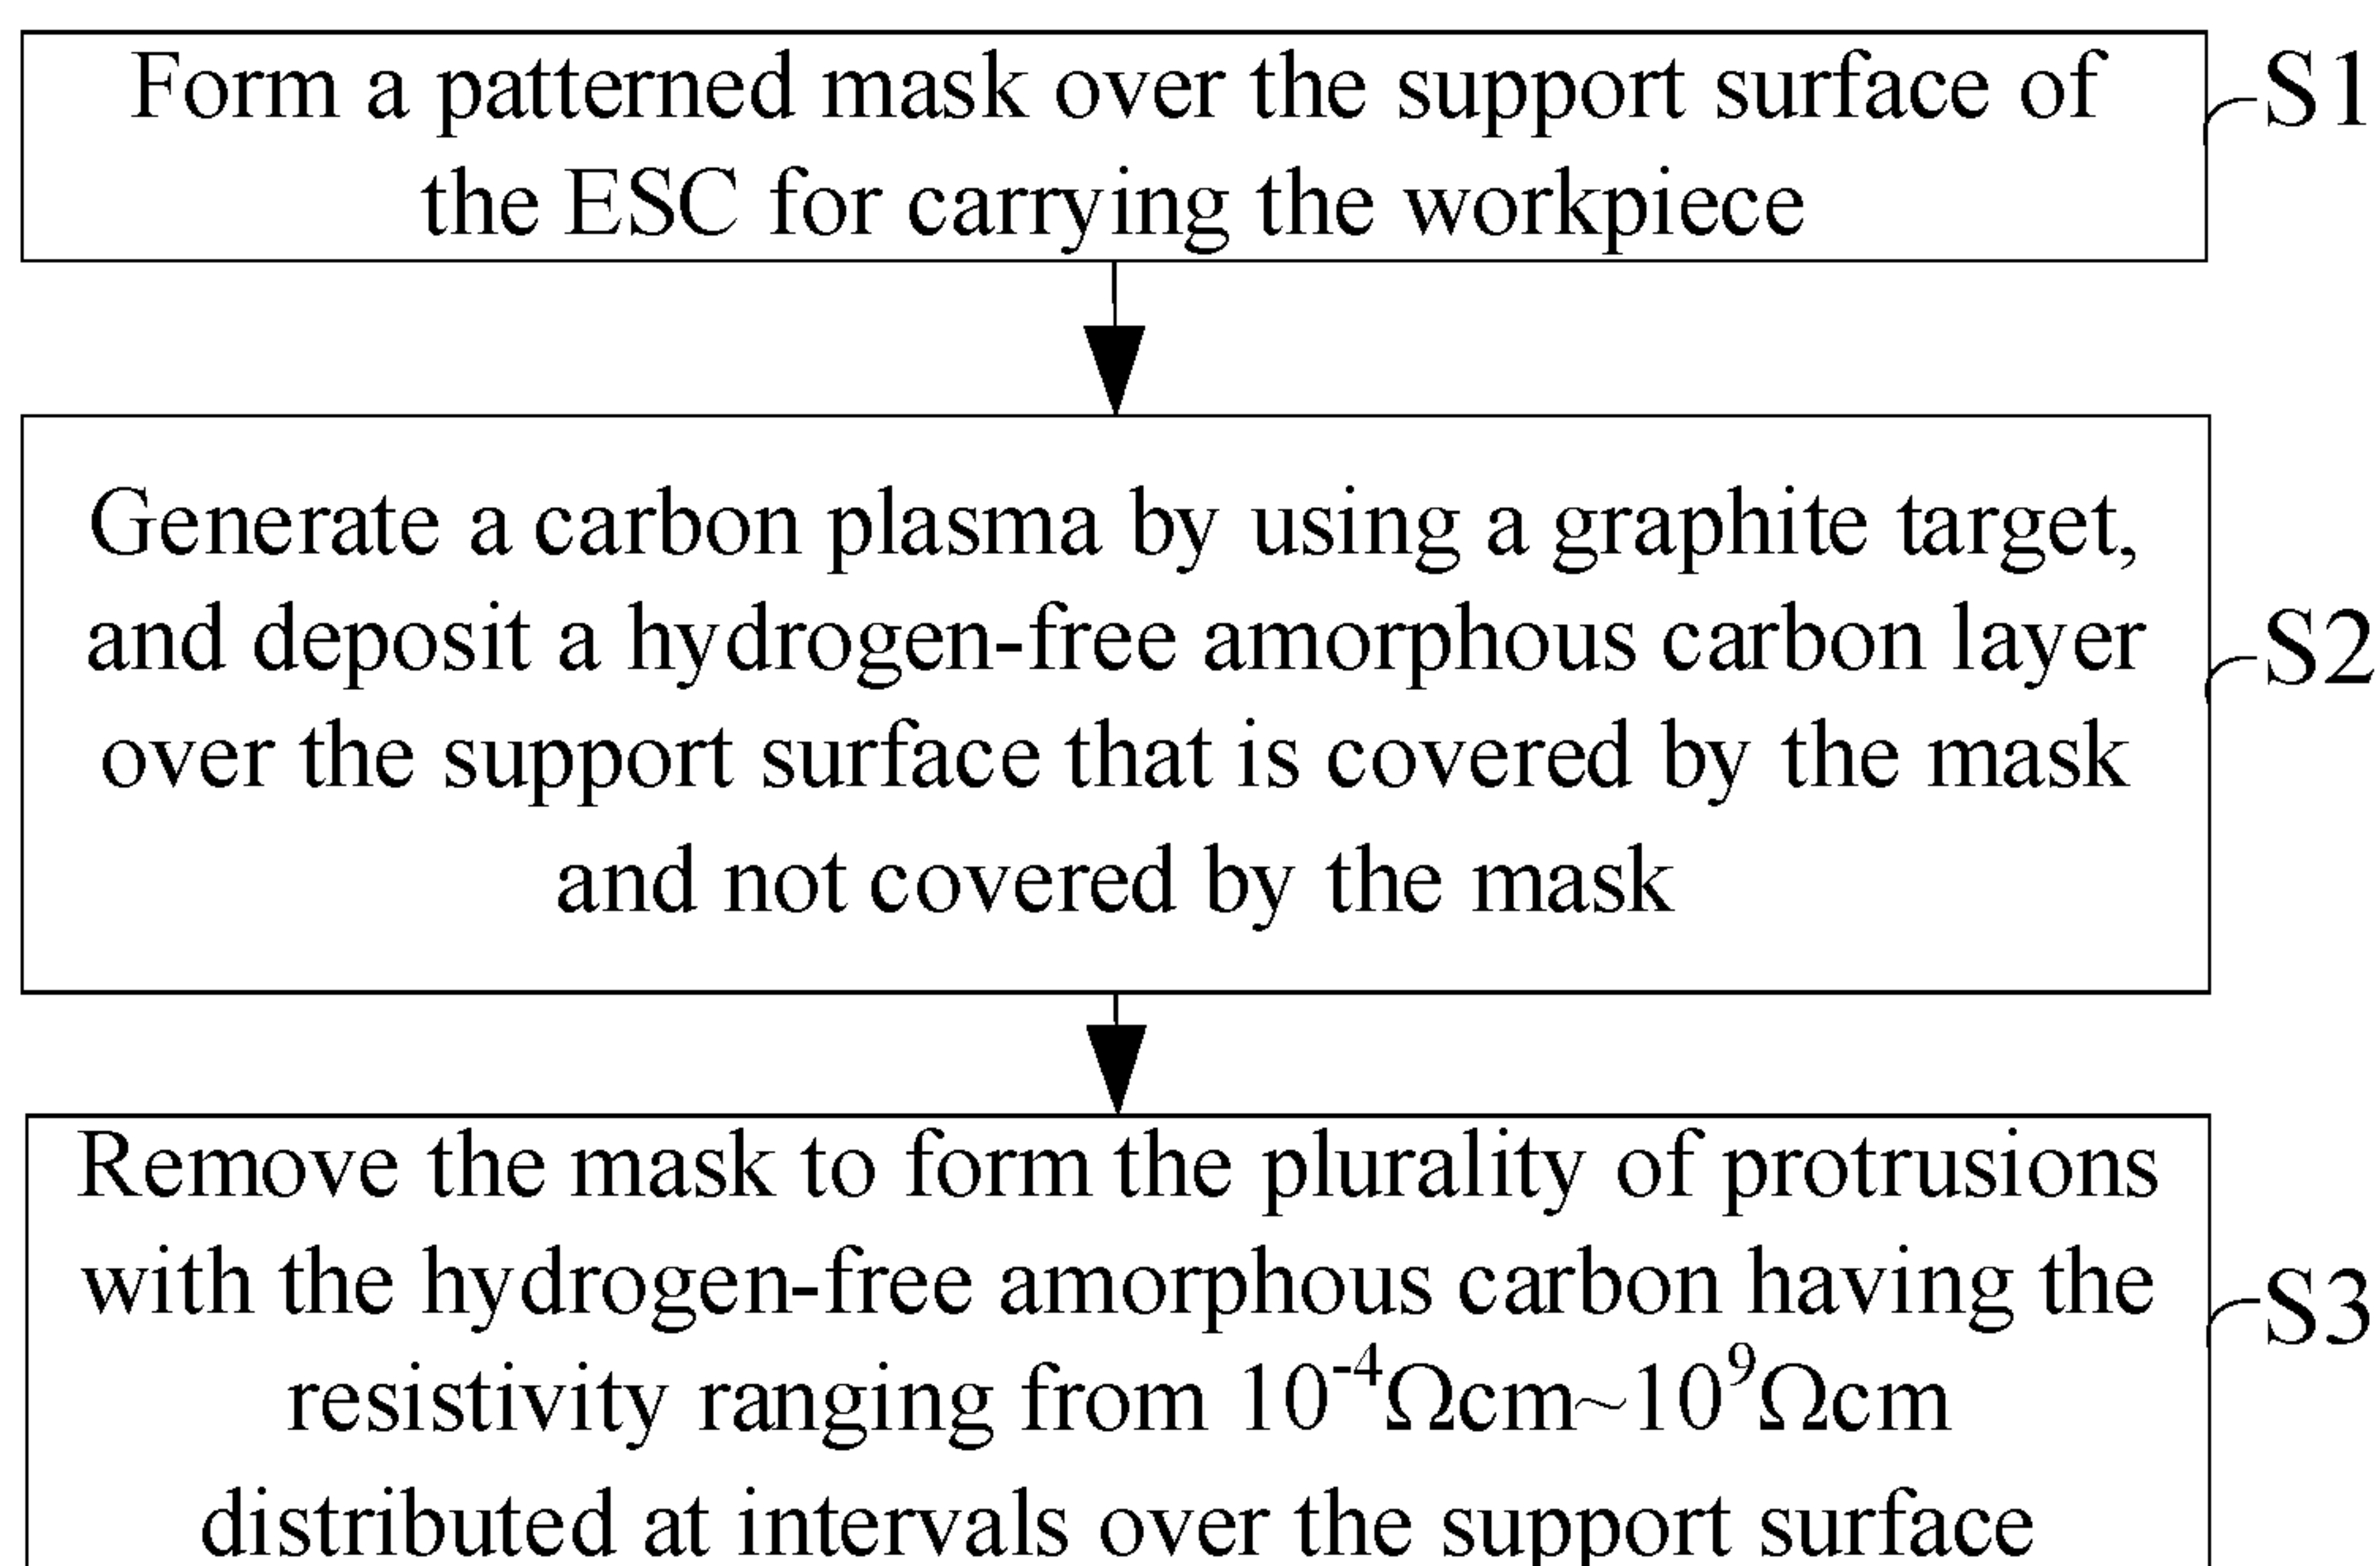 Form a patterned mask over the support surface of
the ESC for carrying the workpiece
S1
Generate a carbon plasma by using a graphite target,
and deposit a hydrogen-free amorphous carbon layer
over the support surface that is covered by the mask
and not covered by the mask
S2
Remove the mask to form the plurality of protrusions
with the hydrogen-free amorphous carbon having the
resistivity ranging from 10⁻⁴Ωcm~10⁹Ωcm
distributed at intervals over the support surface
S3